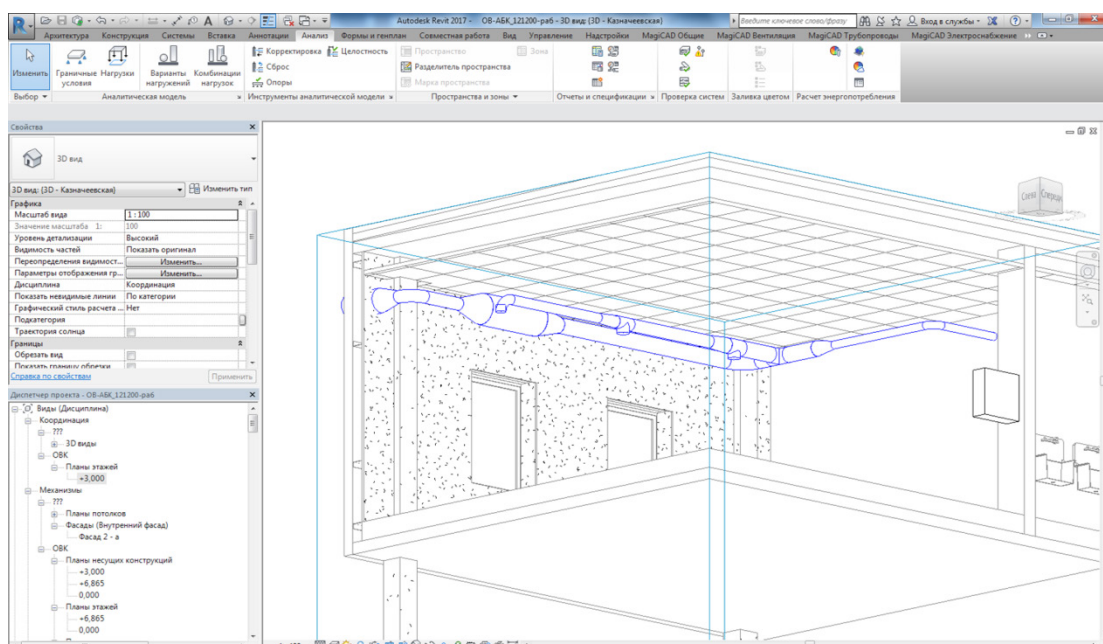 Autodesk Revit 2017 - ОВ-АБК_121200-раб - 3D вид: {3D - Казначеевская}
Введите ключевое слово/фразу
Вход в службы
Архитектура Конструкция Системы Вставка Аннотации Анализ Формы и генплан Совместная работа Вид Управление Надстройки MagiCAD Общие MagiCAD Вентиляция MagiCAD Трубопроводы MagiCAD Электроснабжение
Изменить
Граничные условия
Нагрузки
Варианты нагружений
Комбинации нагрузок
Корректировка Целостность
Сброс
Опоры
Пространство Зона
Разделитель пространства
Марка пространства
Выбор Аналитическая модель Инструменты аналитической модели Пространства и зоны Отчеты и спецификации Проверка систем Заливка цветом Расчет энергопотребления
Свойства
3D вид
3D вид: {3D - Казначеевская} Изменить тип
Графика
Масштаб вида 1 : 100
Значение масштаба 1: 100
Уровень детализации Высокий
Видимость частей Показать оригинал
Переопределения видимост... Изменить...
Параметры отображения гр... Изменить...
Дисциплина Координация
Показать невидимые линии По категории
Графический стиль расчета ... Нет
Подкатегория
Траектория солнца
Границы
Обрезать вид
Показать границу обрезки
Справка по свойствам Применить
Диспетчер проекта - ОВ-АБК_121200-раб
Виды (Дисциплина)
Координация
???
3D виды
ОВК
Планы этажей
+3,000
Механизмы
???
Планы потолков
Фасады (Внутренний фасад)
Фасад 2 - a
ОВК
Планы несущих конструкций
+3,000
+6,865
0,000
Планы этажей
+6,865
0,000
Слева Спереди